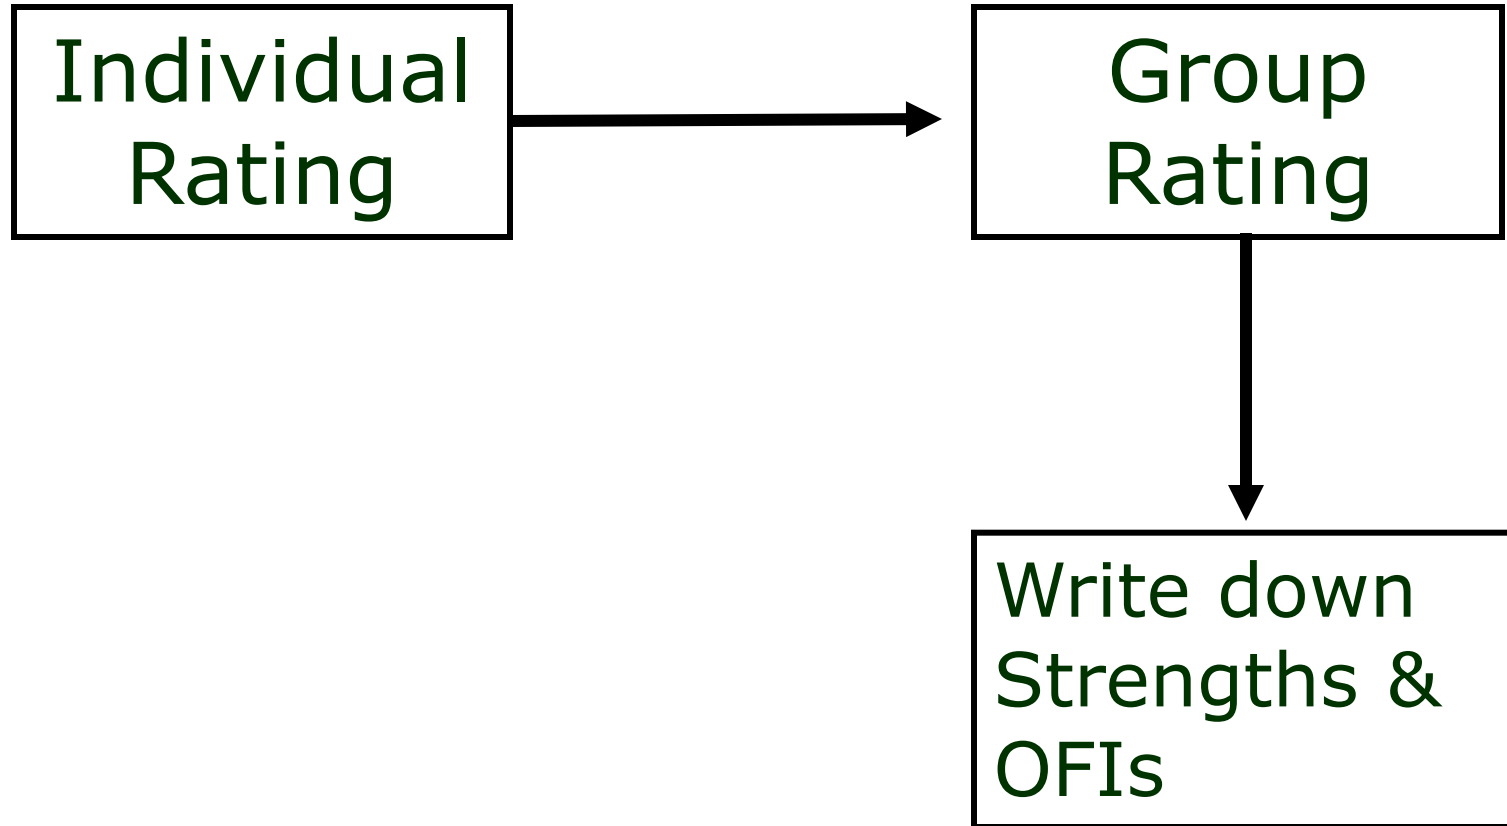 Individual
Rating
Group
Rating
Write down
Strengths &
OFIs